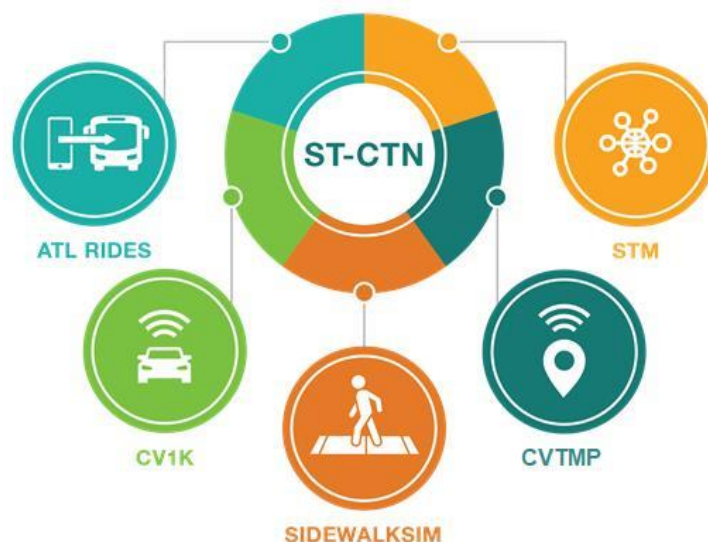 ST-CTN
ATL RIDES
STM
CV1K
CVTMP
SIDEWALKSIM